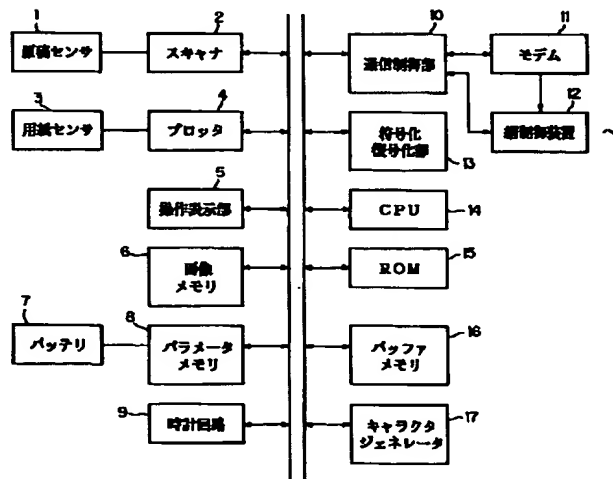 1
原稿センサ
2
スキャナ
3
用紙センサ
4
プロッタ
5
操作表示部
6
画像
メモリ
7
バッテリ
8
パラメータ
メモリ
9
時計回路
10
通信制御部
11
モデム
12
網制御装置
符号化
復号化部
13
CPU
14
ROM
15
バッファ
メモリ
16
キャラクタ
ジェネレータ
17